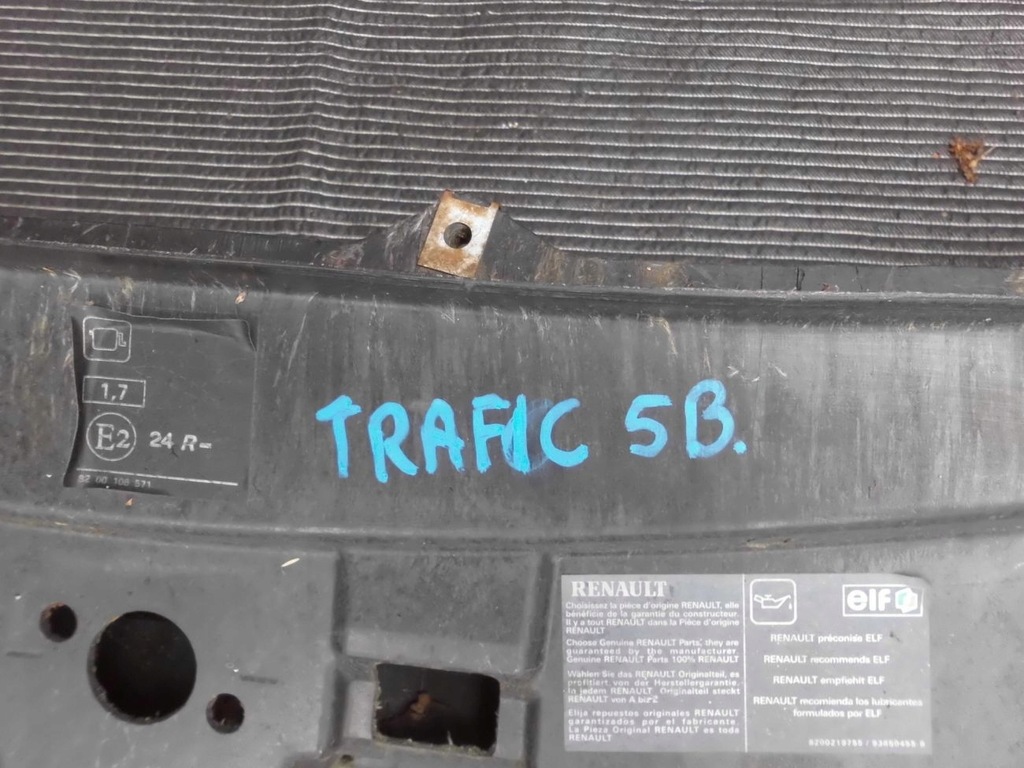 1,7
E2 24 R-
82 00 108 571
TRAFIC 5B.
RENAULT
Choisissez la pièce d'origine RENAULT, elle
bénéficie de la garantie du constructeur.
Il y a tout RENAULT dans la Pièce d'origine
RENAULT
Choose Genuine RENAULT Parts, they are
guaranteed by the manufacturer.
Genuine RENAULT Parts 100% RENAULT
Wählen Sie das RENAULT Originalteil, es
profitiert von der Herstellergarantie.
In jedem RENAULT Originalteil steckt
RENAULT von A bis Z
Elija repuestos originales RENAULT
garantizados por el fabricante.
La Pieza Original RENAULT es toda
RENAULT
elf
RENAULT préconise ELF
RENAULT recommends ELF
RENAULT empfiehlt ELF
RENAULT recomienda los lubricantes
formulados por ELF